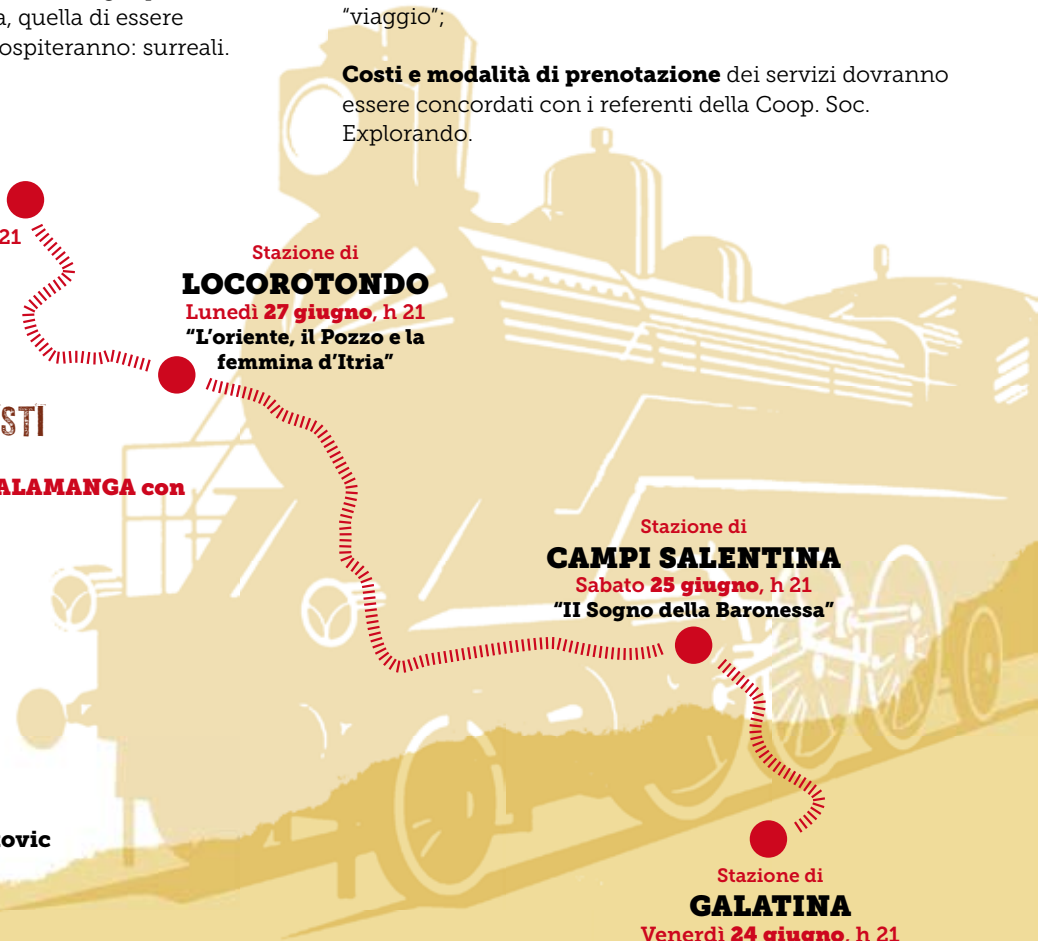 a, quella di essere
ospiteranno: surreali.
“viaggio”;
Costi e modalità di prenotazione dei servizi dovranno
essere concordati con i referenti della Coop. Soc.
Explorando.
21
Stazione di
LOCOROTONDO
Lunedì 27 giugno, h 21
“L’oriente, il Pozzo e la
femmina d’Itria”
STI
ALAMANGA con
Stazione di
CAMPI SALENTINA
Sabato 25 giugno, h 21
“Il Sogno della Baronessa”
ovic
Stazione di
GALATINA
Venerdì 24 giugno, h 21